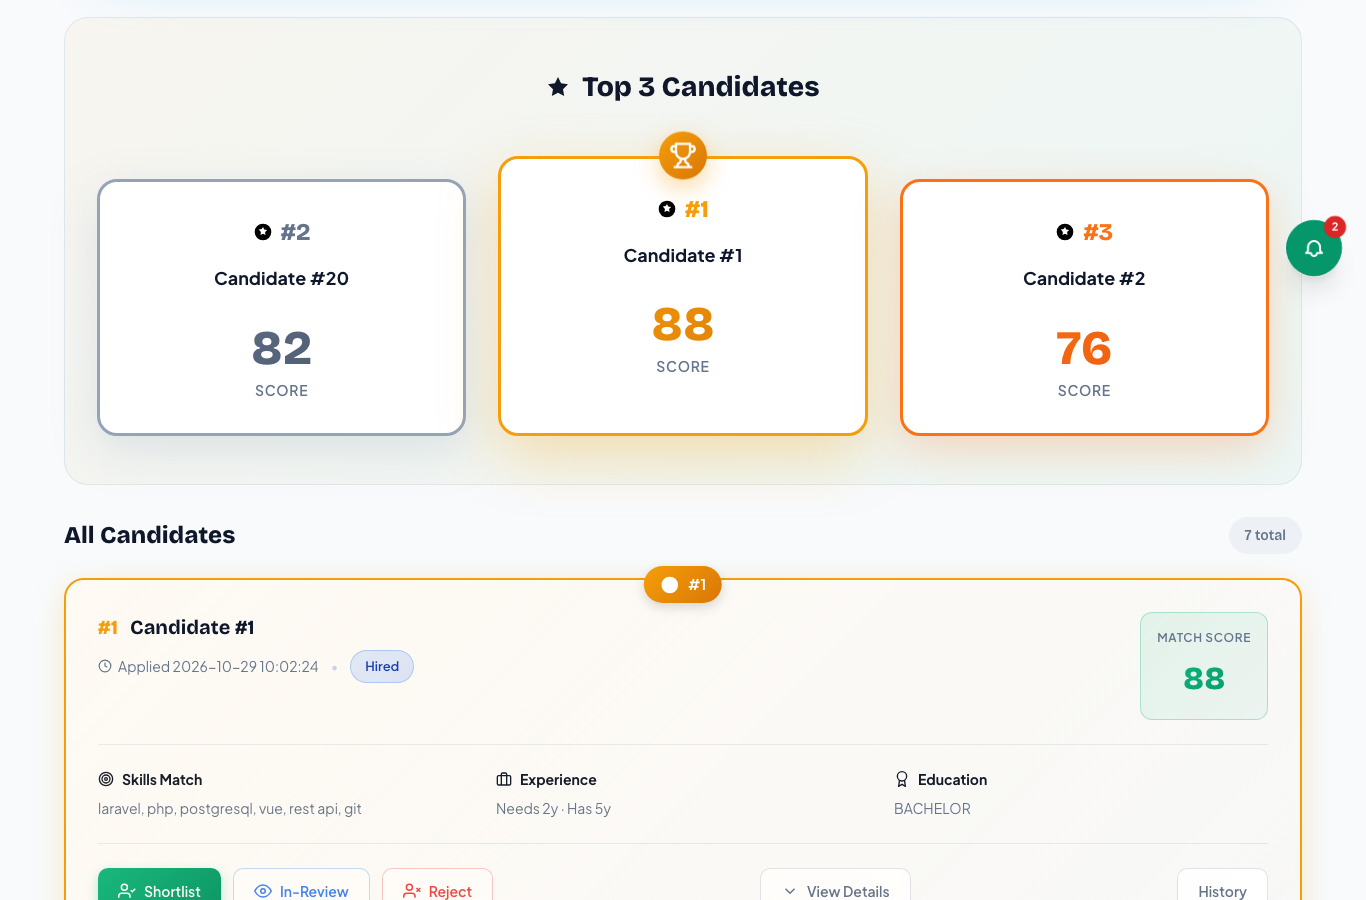 Top 3 Candidates
#2
Candidate #20
82
SCORE
#1
Candidate #1
88
SCORE
#3
Candidate #2
76
SCORE
2
All Candidates
7 total
#1
#1 Candidate #1
Applied 2026-10-29 10:02:24 • Hired
MATCH SCORE
88
Skills Match
laravel, php, postgresql, vue, rest api, git
Experience
Needs 2y · Has 5y
Education
BACHELOR
Shortlist
In-Review
Reject
View Details
History